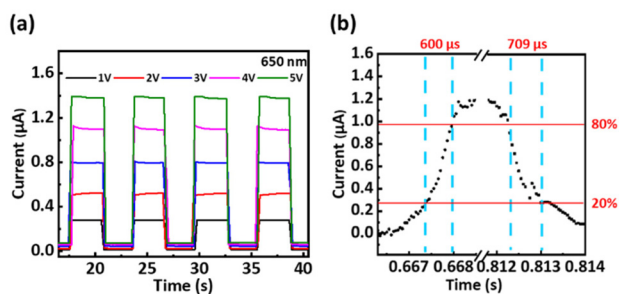 (a)
650 nm
1V 2V 3V 4V 5V
1.6
1.2
0.8
0.4
0.0
Current (μA)
20 25 30 35 40
Time (s)
(b)
600 μs 709 μs
1.6
1.4
1.2
1.0
0.8
0.6
0.4
0.2
0.0
Current (μA)
80%
20%
0.667 0.668 0.812 0.813 0.814
Time (s)